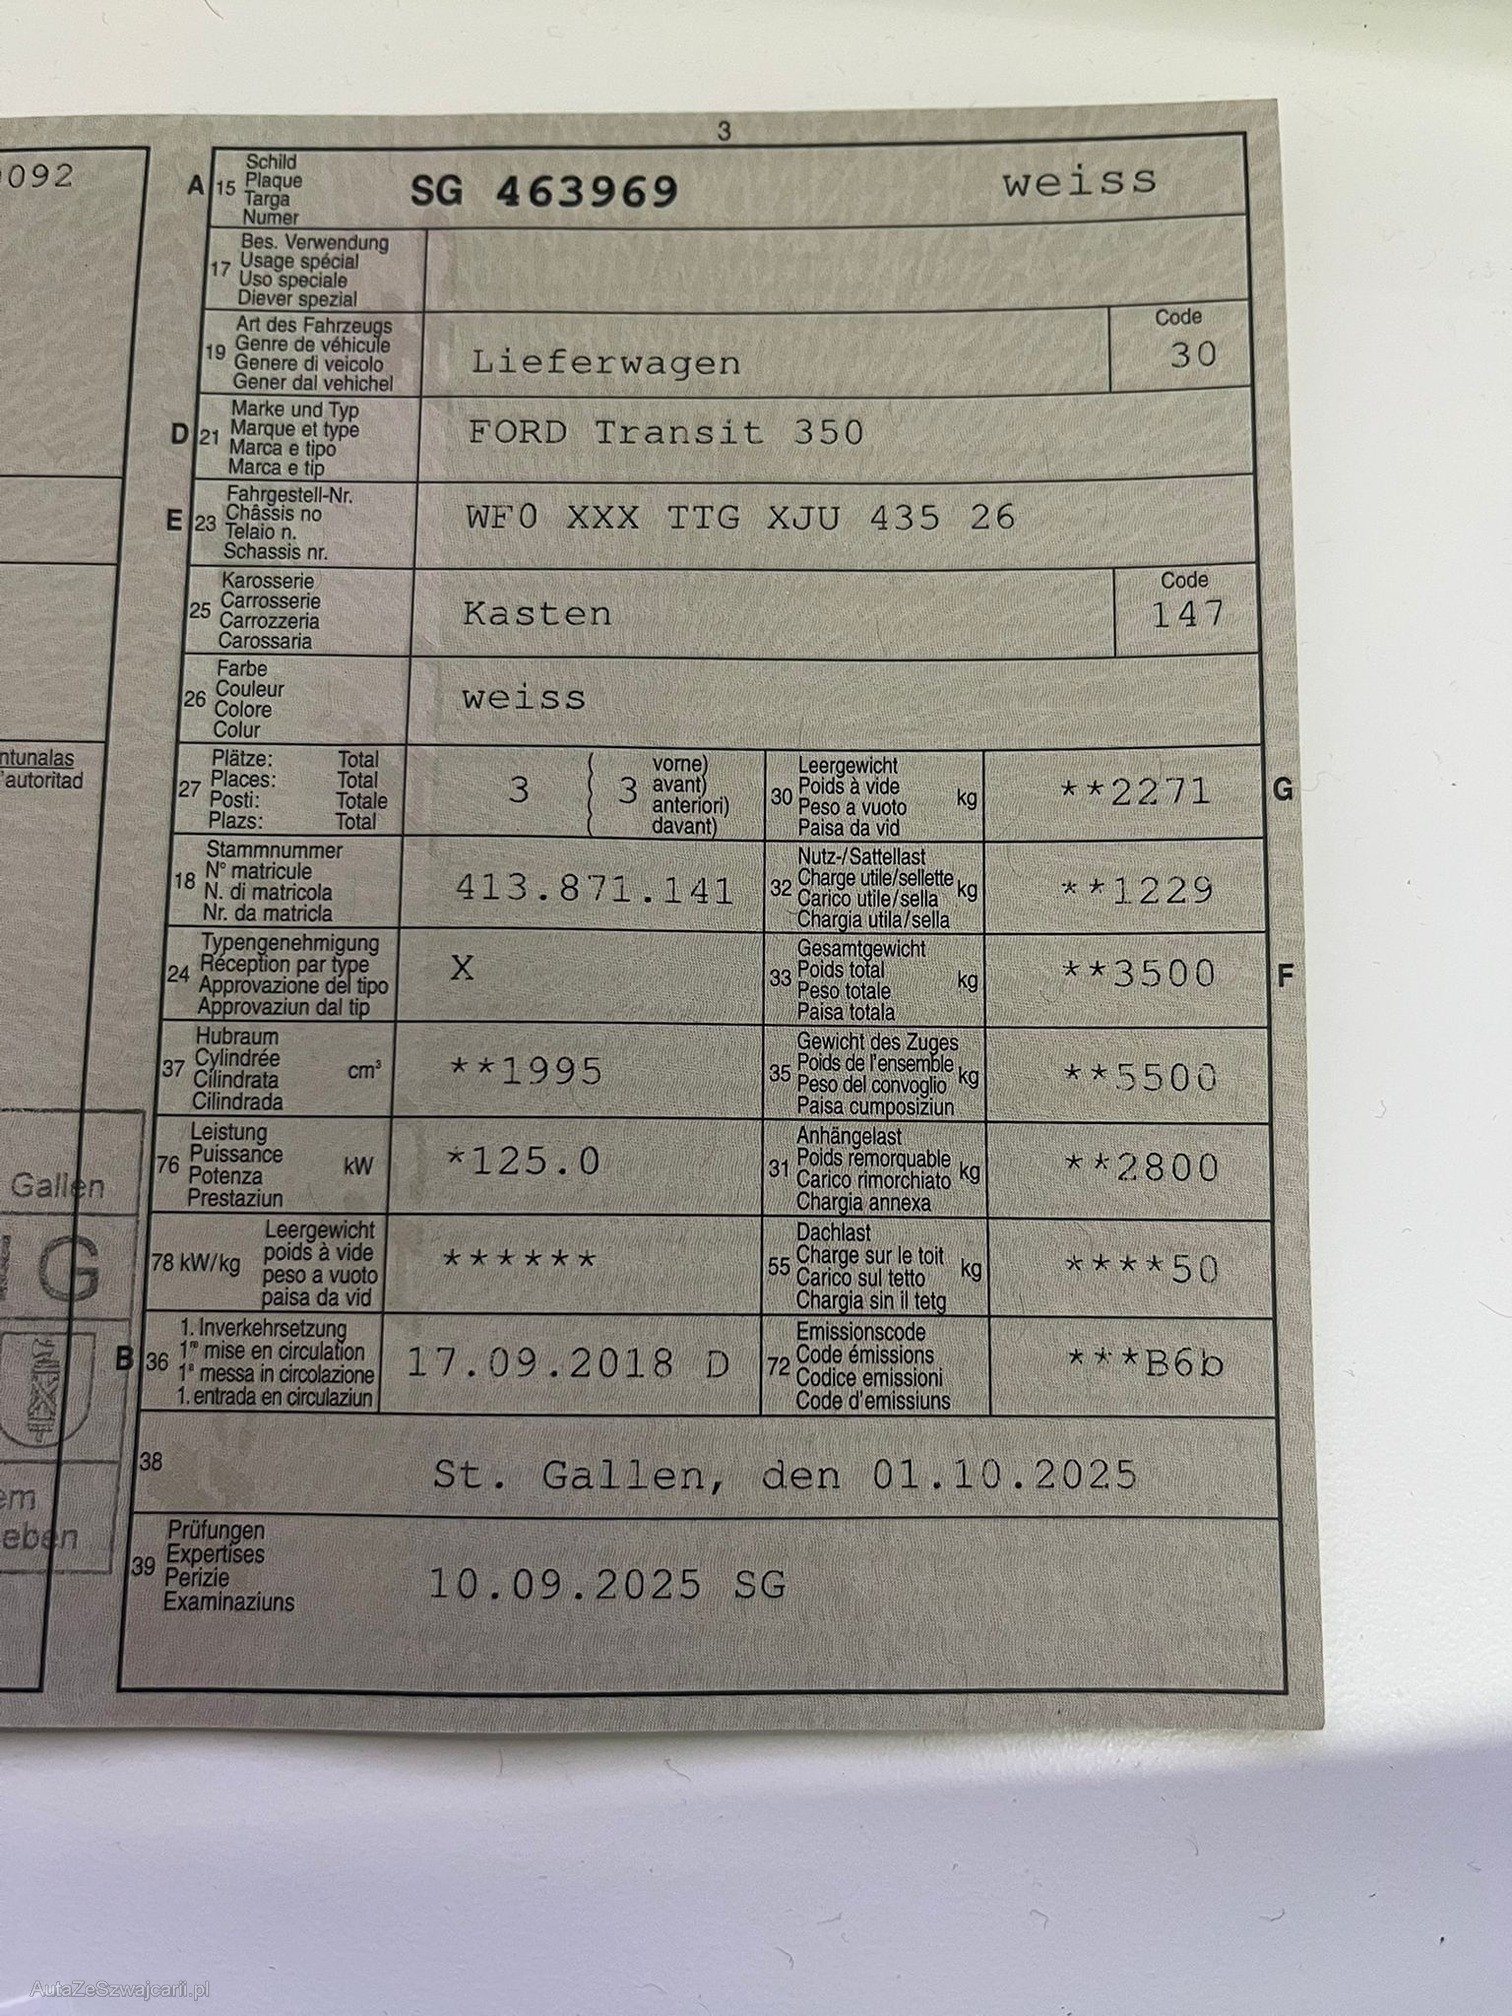 3
092
A 15 Schild
Plaque
Targa
Numer
SG 463969 weiss
17 Bes. Verwendung
Usage spécial
Uso speciale
Diever spezial
19 Art des Fahrzeugs
Genre de véhicule
Genere di veicolo
Gener dal vehichel
Lieferwagen
Code
30
D 21 Marke und Typ
Marque et type
Marca e tipo
Marca e tip
FORD Transit 350
E 23 Fahrgestell-Nr.
Châssis no
Telaio n.
Schassis nr.
WF0 XXX TTG XJU 435 26
25 Karosserie
Carrosserie
Carrozzeria
Carossaria
Kasten
Code
147
26 Farbe
Couleur
Colore
Colur
weiss
27 Plätze: Total
Places: Total
Posti: Totale
Plazs: Total
3 { 3 vorne)
avant)
anteriori)
davant)
30 Leergewicht
Poids à vide
Peso a vuoto
Paisa da vid
kg
**2271
G
18 Stammnummer
N° matricule
N. di matricola
Nr. da matricla
413.871.141
32 Nutz-/Sattellast
Charge utile/sellette
Carico utile/sella
Chargia utila/sella
kg
**1229
24 Typengenehmigung
Réception par type
Approvazione del tipo
Approvaziun dal tip
X
33 Gesamtgewicht
Poids total
Peso totale
Paisa totala
kg
**3500
F
37 Hubraum
Cylindrée
Cilindrata
Cilindrada
cm³
**1995
35 Gewicht des Zuges
Poids de l'ensemble
Peso del convoglio
Paisa cumposiziun
kg
**5500
76 Leistung
Puissance
Potenza
Prestaziun
kW
*125.0
31 Anhängelast
Poids remorquable
Carico rimorchiato
Chargia annexa
kg
**2800
78 kW/kg Leergewicht
poids à vide
peso a vuoto
paisa da vid
******
55 Dachlast
Charge sur le toit
Carico sul tetto
Chargia sin il tetg
kg
****50
B 36 1. Inverkehrsetzung
1re mise en circulation
1a messa in circolazione
1. entrada en circulaziun
17.09.2018 D
72 Emissionscode
Code émissions
Codice emissioni
Code d'emissiuns
***B6b
38 St. Gallen, den 01.10.2025
39 Prüfungen
Expertises
Perizie
Examinaziuns
10.09.2025 SG
ntunalas
'autoritad
Gallen
G
em
eben
AutaZeSzwajcarii.pl